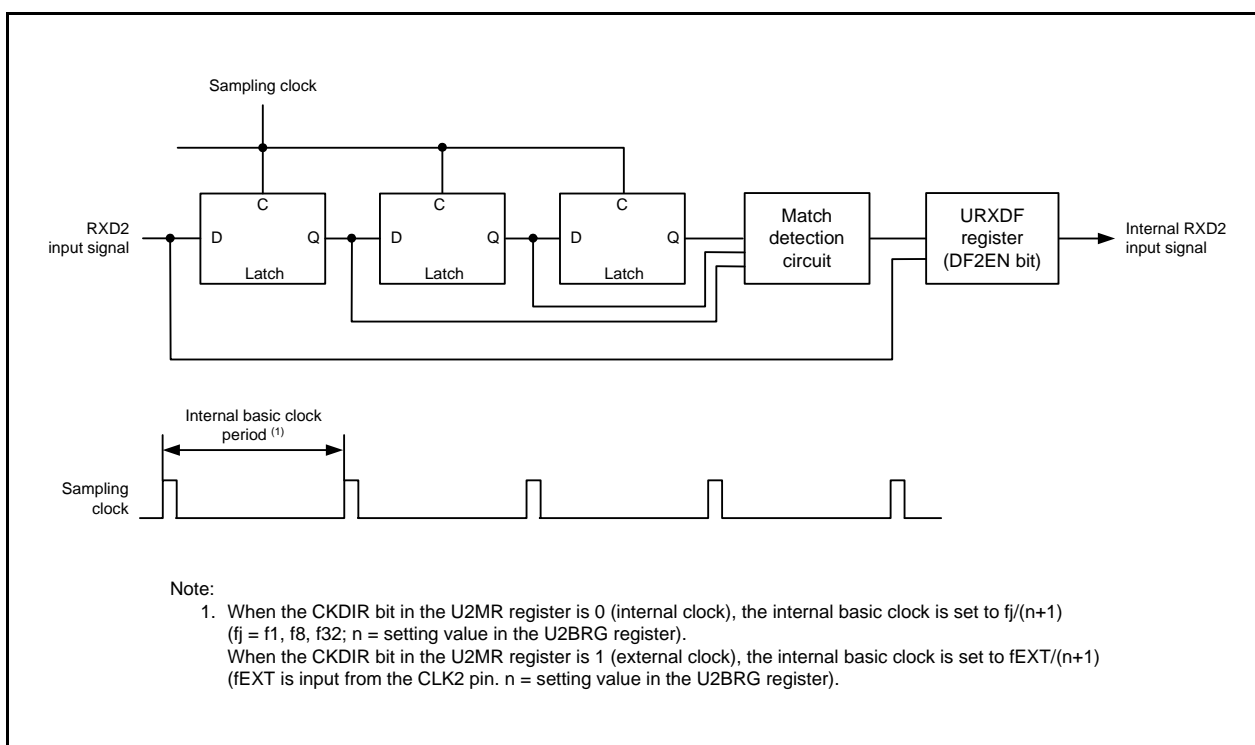 Sampling clock
C
C
C
RXD2
input signal
D
Q
D
Q
D
Q
Latch
Latch
Latch
Match
detection
circuit
URXDF
register
(DF2EN bit)
Internal RXD2
input signal
Internal basic clock
period (1)
Sampling
clock
Note:
1. When the CKDIR bit in the U2MR register is 0 (internal clock), the internal basic clock is set to fj/(n+1)
(fj = f1, f8, f32; n = setting value in the U2BRG register).
When the CKDIR bit in the U2MR register is 1 (external clock), the internal basic clock is set to fEXT/(n+1)
(fEXT is input from the CLK2 pin. n = setting value in the U2BRG register).